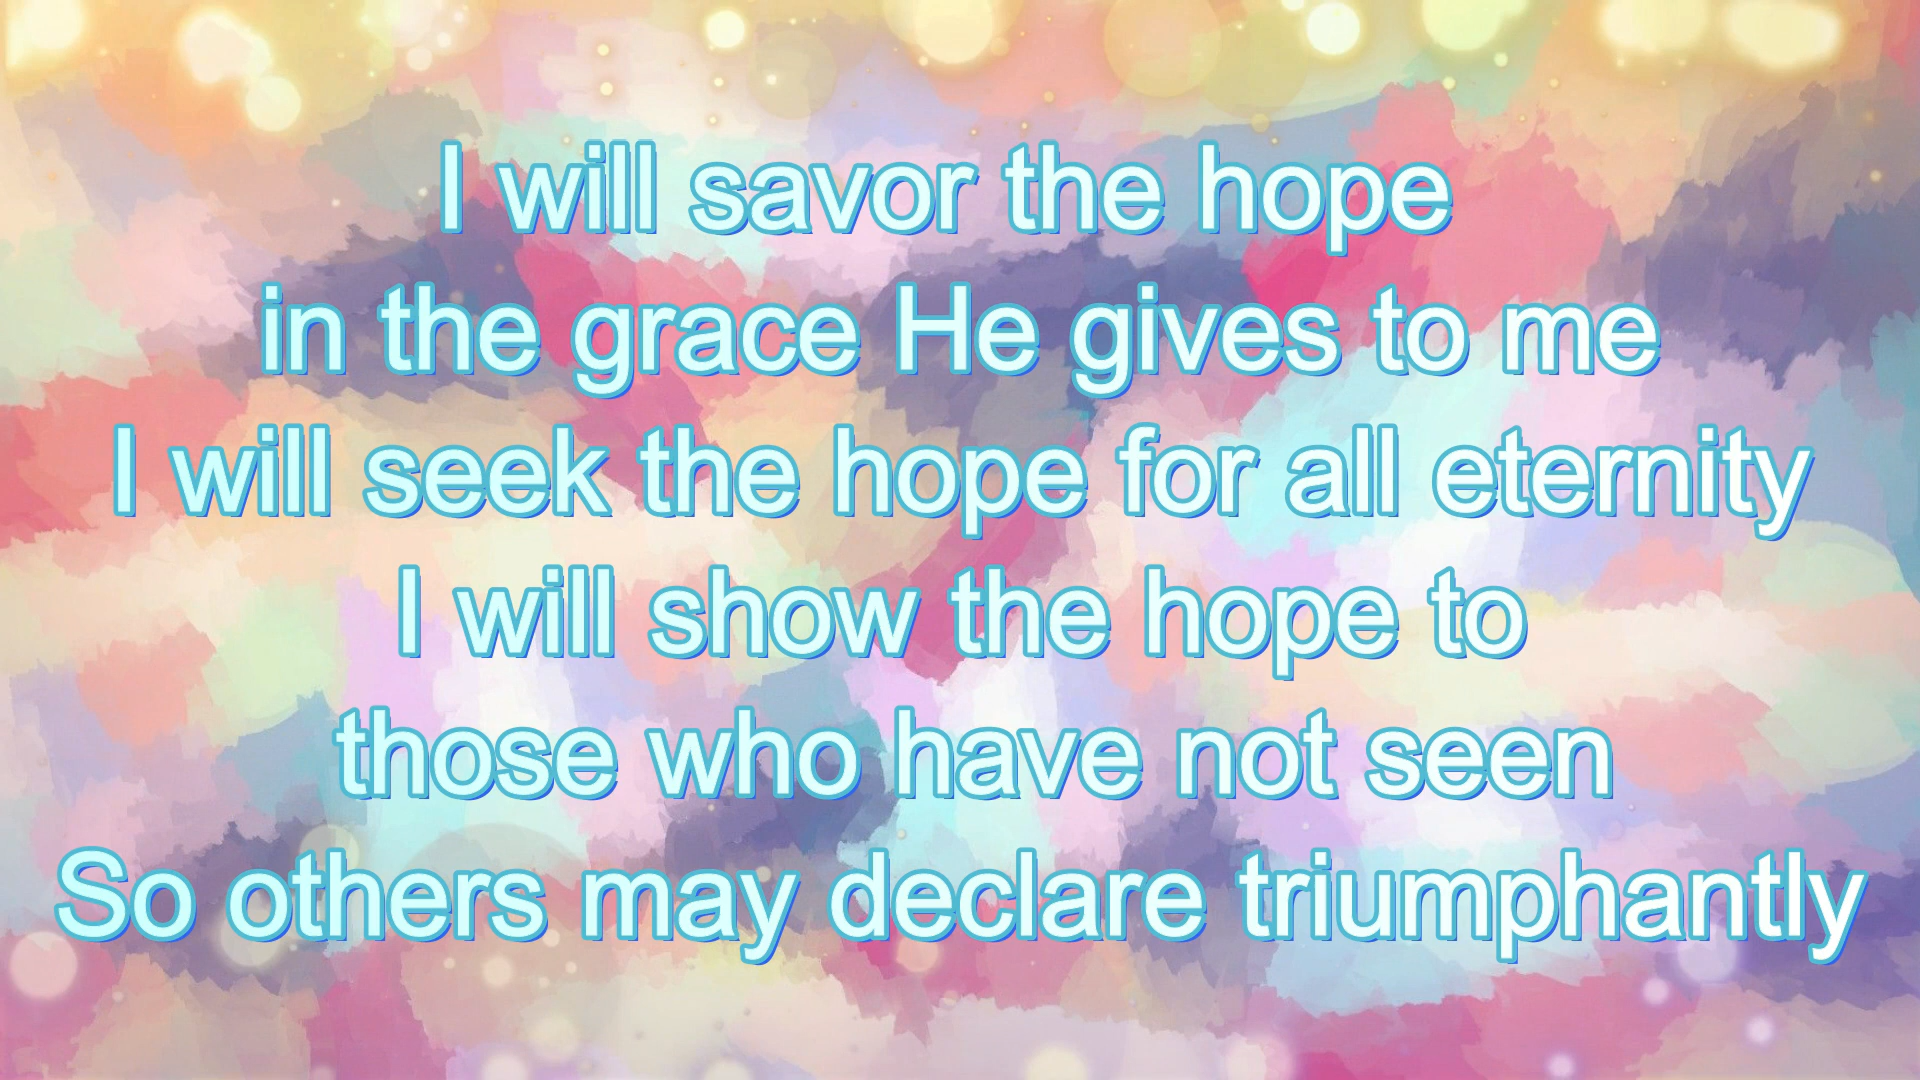 I will savor the hope
in the grace He gives to me
I will seek the hope for all eternity
I will show the hope to
those who have not seen
So others may declare triumphantly